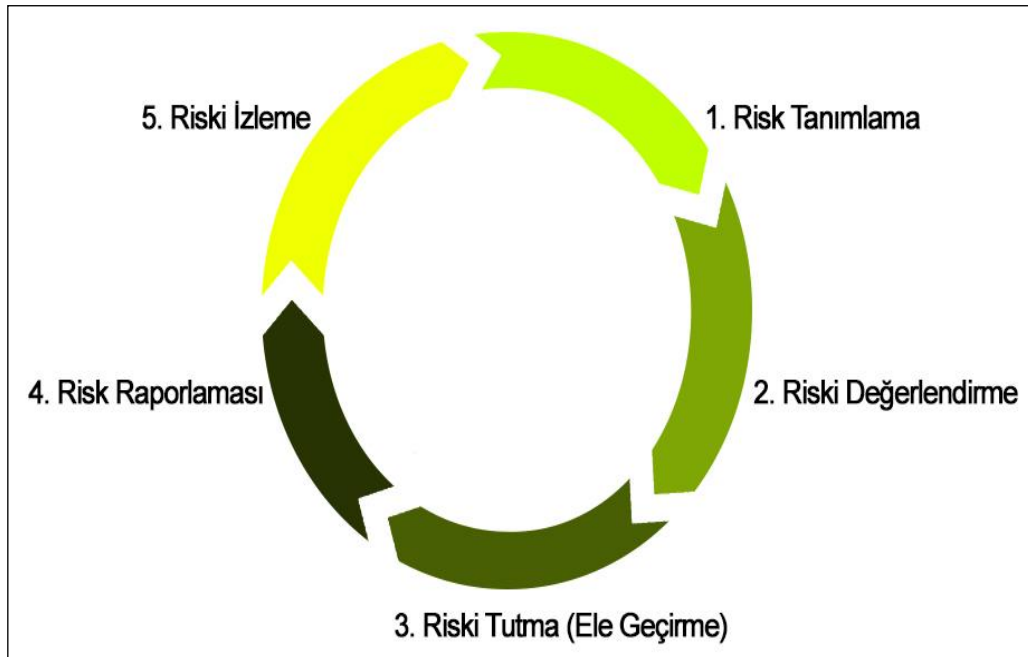 1. Risk Tanımlama
2. Riski Değerlendirme
3. Riski Tutma (Ele Geçirme)
4. Risk Raporlaması
5. Riski İzleme